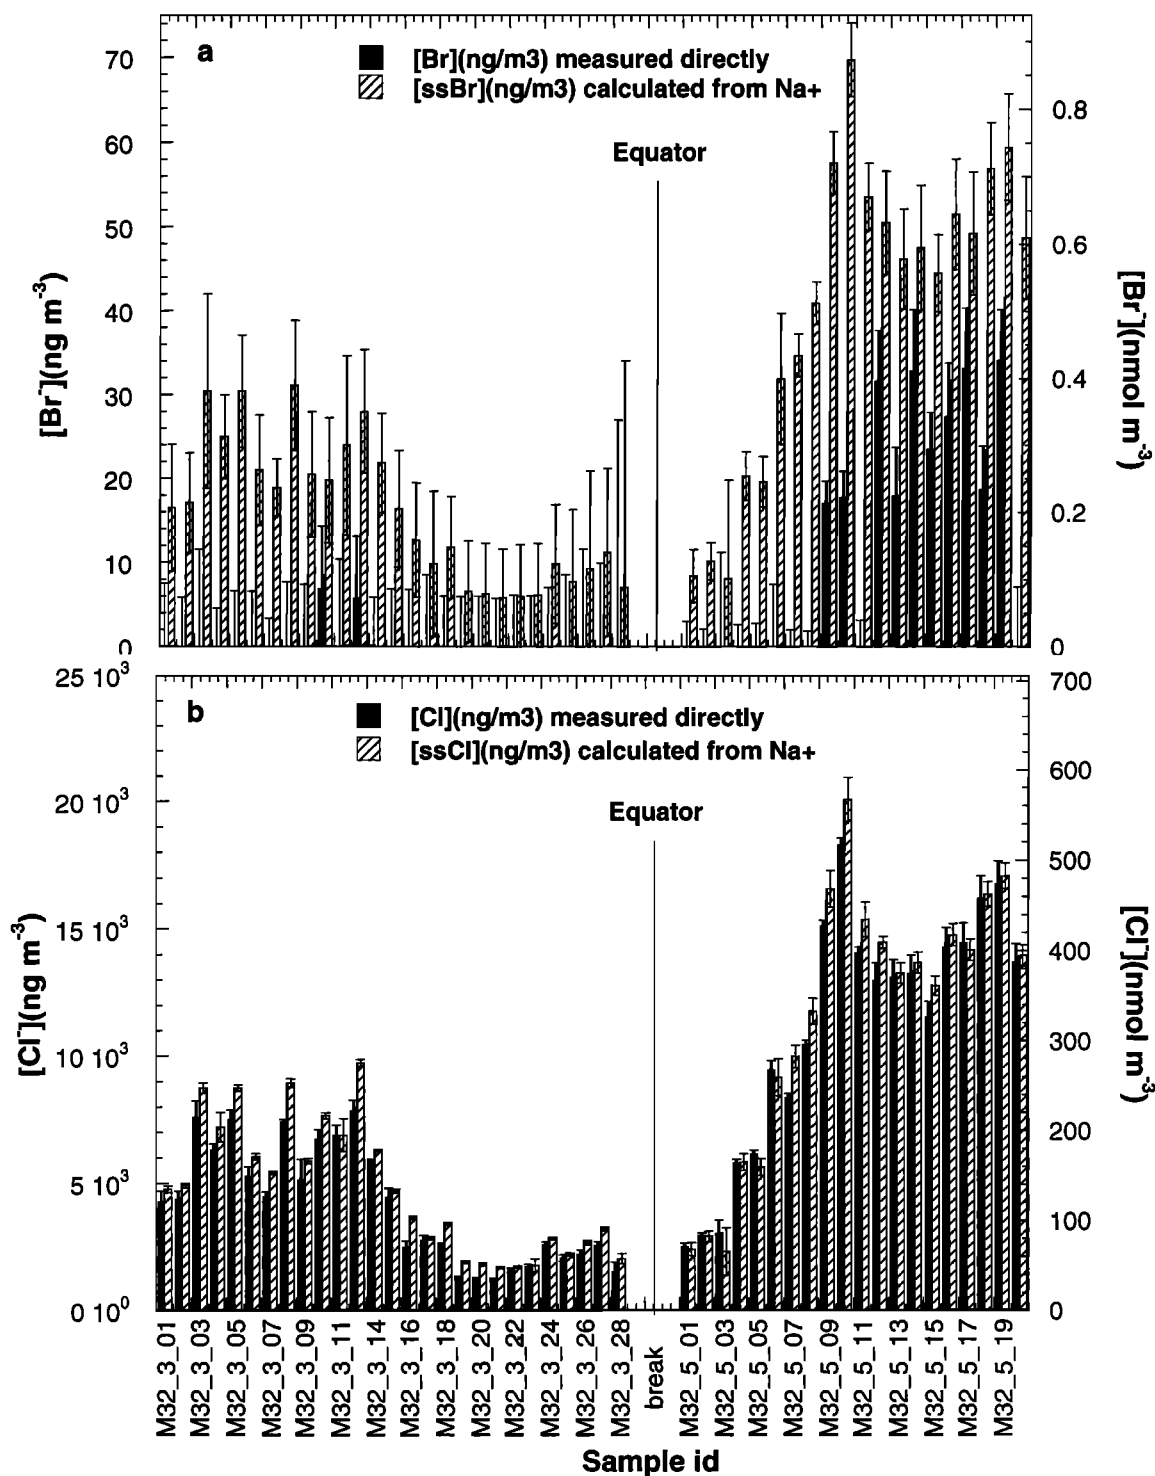 a
[Br](ng/m3) measured directly
[ssBr](ng/m3) calculated from Na+
Equator
70
60
50
40
30
20
10
0
[Br⁻](ng m⁻³)
0.8
0.6
0.4
0.2
0
[Br⁻](nmol m⁻³)
b
[Cl](ng/m3) measured directly
[ssCl](ng/m3) calculated from Na+
Equator
25 10³
20 10³
15 10³
10 10³
5 10³
0 10⁰
[Cl⁻](ng m⁻³)
700
600
500
400
300
200
100
0
[Cl⁻](nmol m⁻³)
M32_3_01
M32_3_03
M32_3_05
M32_3_07
M32_3_09
M32_3_11
M32_3_14
M32_3_16
M32_3_18
M32_3_20
M32_3_22
M32_3_24
M32_3_26
M32_3_28
break
M32_5_01
M32_5_03
M32_5_05
M32_5_07
M32_5_09
M32_5_11
M32_5_13
M32_5_15
M32_5_17
M32_5_19
Sample id